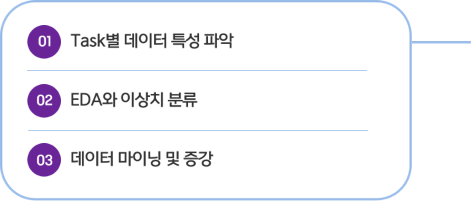 01 Task별 데이터 특성 파악
02 EDA와 이상치 분류
03 데이터 마이닝 및 증강